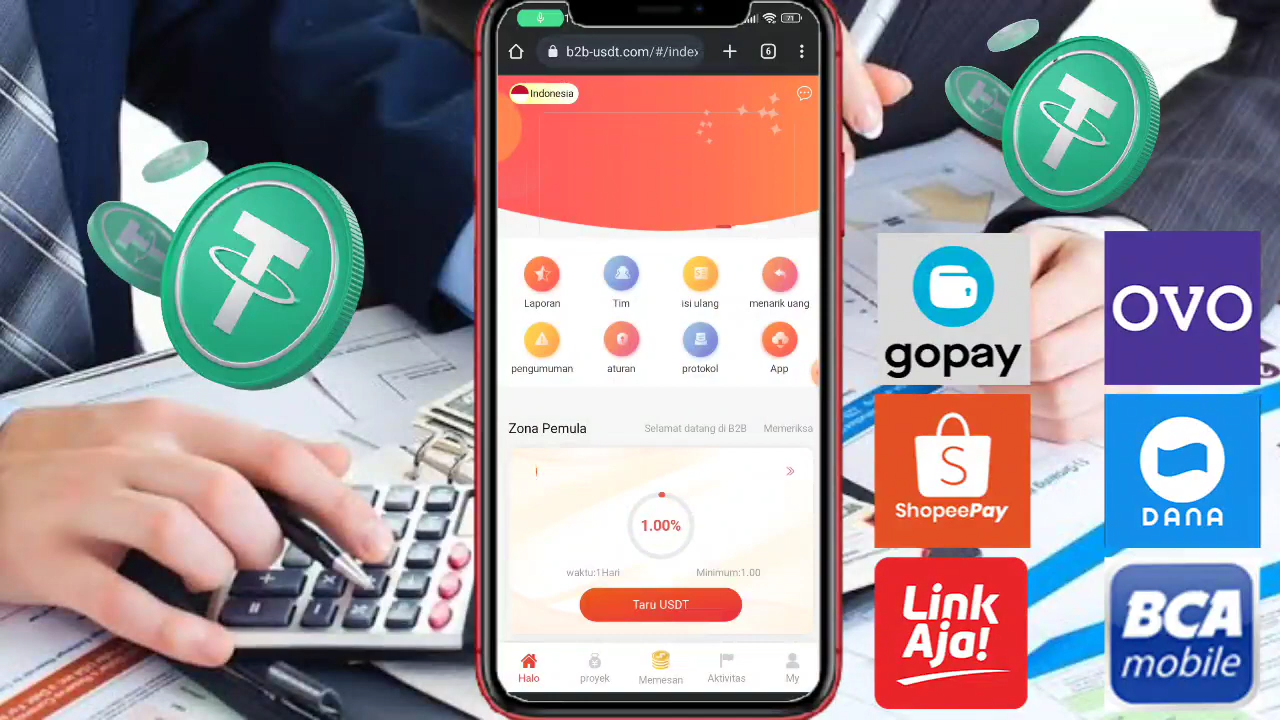 71
b2b-usdt.com/#/inde
6
Indonesia
Laporan
Tim
isi ulang
menarik uang
pengumuman
aturan
protokol
App
Zona Pemula
Selamat datang di B2B
Memeriksa
1.00%
waktu:1Hari
Minimum:1.00
Taru USDT
Halo
proyek
Memesan
Aktivitas
My
gopay
OVO
ShopeePay
DANA
Link
Aja!
BCA
mobile